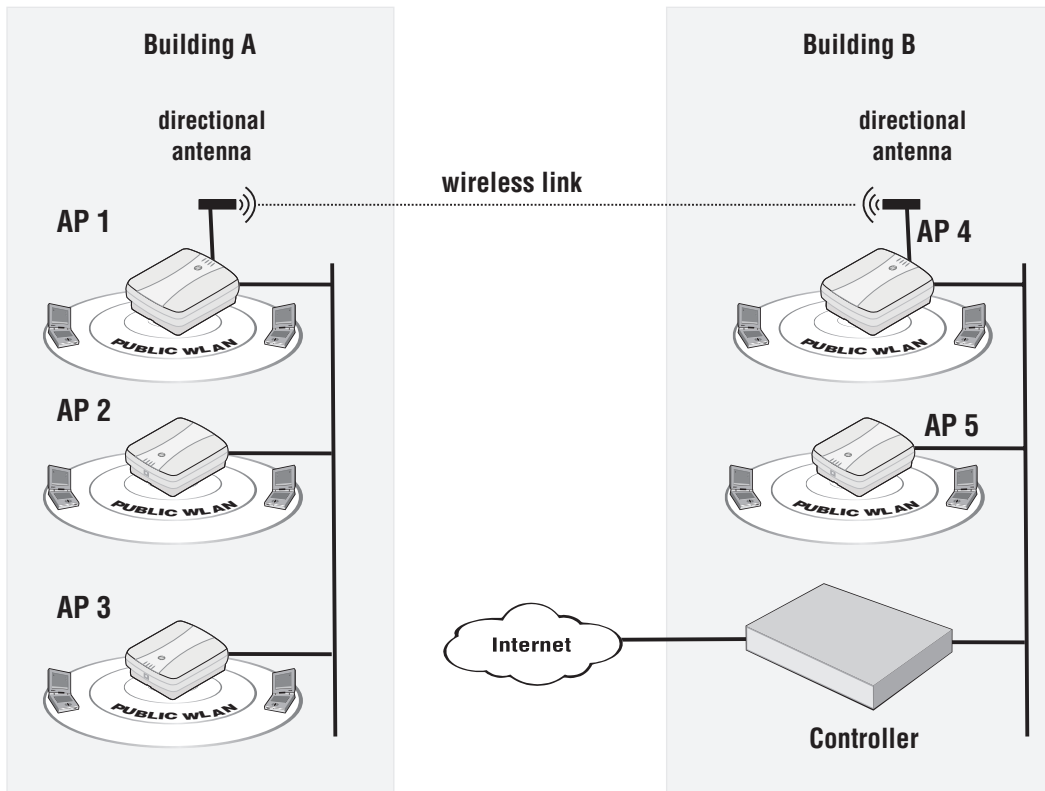 Building A
directional
antenna
AP 1
PUBLIC WLAN
AP 2
PUBLIC WLAN
AP 3
PUBLIC WLAN
wireless link
Internet
Building B
directional
antenna
AP 4
PUBLIC WLAN
AP 5
PUBLIC WLAN
Controller